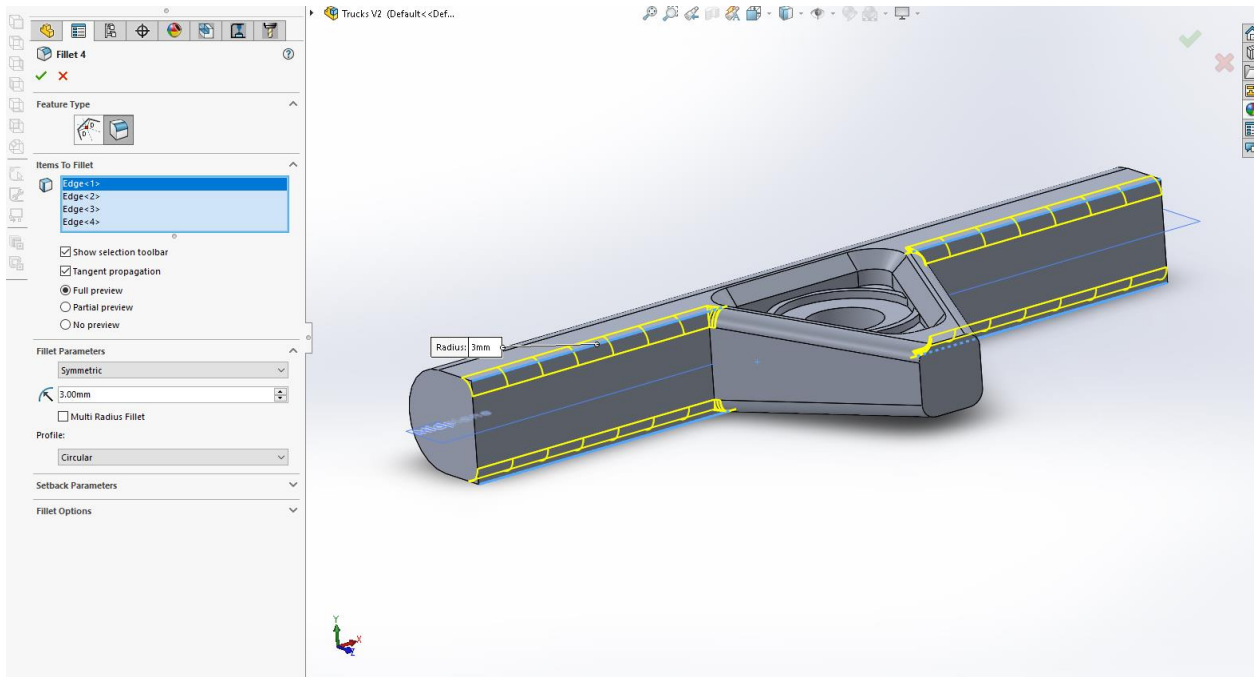 Trucks V2 (Default<<Def...
Fillet 4
Feature Type
Items To Fillet
Edge<1>
Edge<2>
Edge<3>
Edge<4>
Show selection toolbar
Tangent propagation
Full preview
Partial preview
No preview
Fillet Parameters
Symmetric
3.00mm
Multi Radius Fillet
Profile:
Circular
Setback Parameters
Fillet Options
Radius: 3mm
Y
X
Z